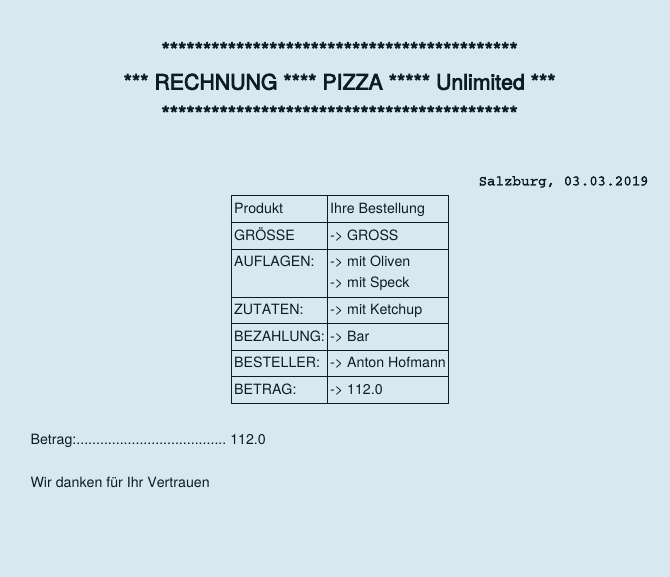 *******************************************
*** RECHNUNG **** PIZZA ***** Unlimited ***
*******************************************
Salzburg, 03.03.2019
Produkt Ihre Bestellung
GRÖSSE -> GROSS
AUFLAGEN: -> mit Oliven
-> mit Speck
ZUTATEN: -> mit Ketchup
BEZAHLUNG: -> Bar
BESTELLER: -> Anton Hofmann
BETRAG: -> 112.0
Betrag:...................................... 112.0
Wir danken für Ihr Vertrauen